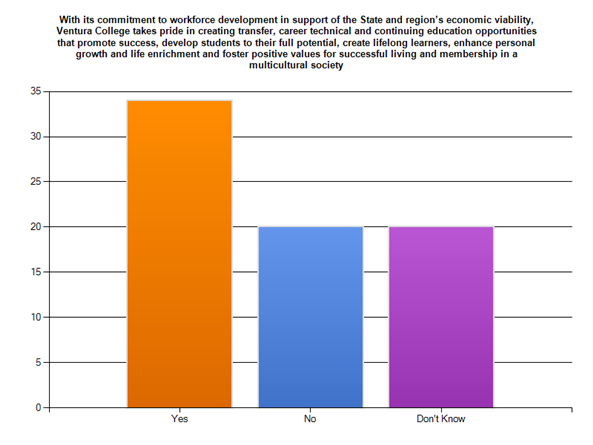 With its commitment to workforce development in support of the State and region's economic viability,
Ventura College takes pride in creating transfer, career technical and continuing education opportunities
that promote success, develop students to their full potential, create lifelong learners, enhance personal
growth and life enrichment and foster positive values for successful living and membership in a
multicultural society
35
30
25
20
15
10
5
0
Yes No Don't Know